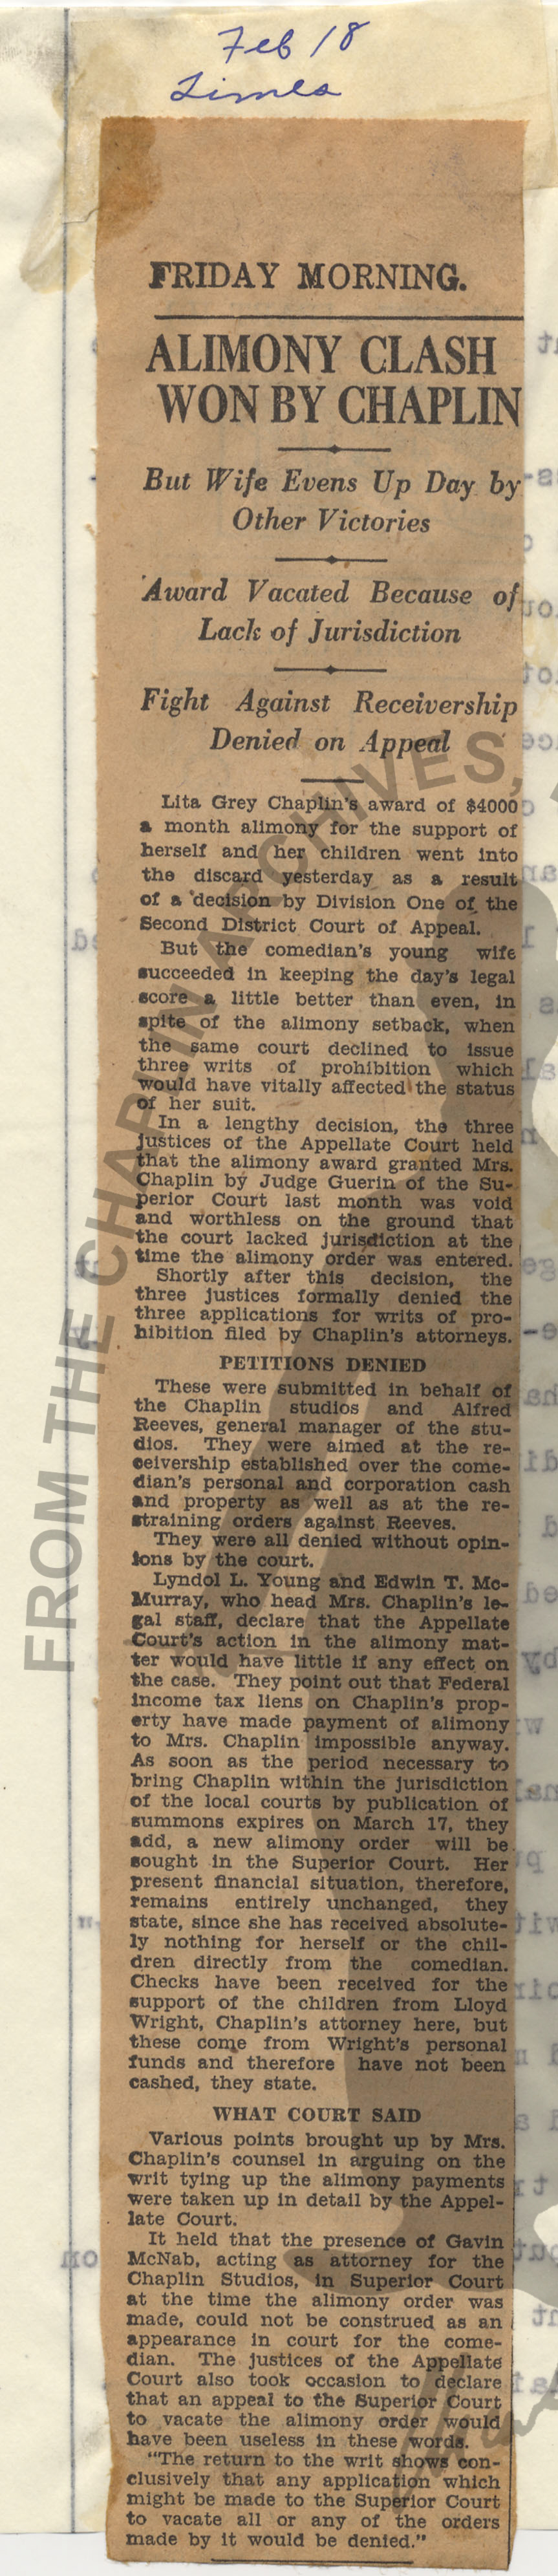 Feb 18
Times
FRIDAY MORNING.
ALIMONY CLASH
WON BY CHAPLIN
But Wife Evens Up Day by
Other Victories
Award Vacated Because of
Lack of Jurisdiction
Fight Against Receivership
Denied on Appeal
Lita Grey Chaplin's award of $4000
a month alimony for the support of
herself and her children went into
the discard yesterday as a result
of a decision by Division One of the
Second District Court of Appeal.
But the comedian's young wife
succeeded in keeping the day's legal
score a little better than even, in
spite of the alimony setback, when
the same court declined to issue
three writs of prohibition which
would have vitally affected the status
of her suit.
In a lengthy decision, the three
justices of the Appellate Court held
that the alimony award granted Mrs.
Chaplin by Judge Guerin of the Su-
perior Court last month was void
and worthless on the ground that
the court lacked jurisdiction at the
time the alimony order was entered.
Shortly after this decision, the
three justices formally denied the
three applications for writs of pro-
hibition filed by Chaplin's attorneys.
PETITIONS DENIED
These were submitted in behalf of
the Chaplin studios and Alfred
Reeves, general manager of the stu-
dios. They were aimed at the re-
ceivership established over the come-
dian's personal and corporation cash
and property as well as at the re-
straining orders against Reeves.
They were all denied without opin-
ions by the court.
Lyndol L. Young and Edwin T. Mc-
Murray, who head Mrs. Chaplin's le-
gal staff, declare that the Appellate
Court's action in the alimony mat-
ter would have little if any effect on
the case. They point out that Federal
income tax liens on Chaplin's prop-
erty have made payment of alimony
to Mrs. Chaplin impossible anyway.
As soon as the period necessary to
bring Chaplin within the jurisdiction
of the local courts by publication of
summons expires on March 17, they
add, a new alimony order will be
sought in the Superior Court. Her
present financial situation, therefore,
remains entirely unchanged, they
state, since she has received absolute-
ly nothing for herself or the chil-
dren directly from the comedian.
Checks have been received for the
support of the children from Lloyd
Wright, Chaplin's attorney here, but
these come from Wright's personal
funds and therefore have not been
cashed, they state.
WHAT COURT SAID
Various points brought up by Mrs.
Chaplin's counsel in arguing on the
writ tying up the alimony payments
were taken up in detail by the Appel-
late Court.
It held that the presence of Gavin
McNab, acting as attorney for the
Chaplin Studios, in Superior Court
at the time the alimony order was
made, could not be construed as an
appearance in court for the come-
dian. The justices of the Appellate
Court also took occasion to declare
that an appeal to the Superior Court
to vacate the alimony order would
have been useless in these words.
"The return to the writ shows con-
clusively that any application which
might be made to the Superior Court
to vacate all or any of the orders
made by it would be denied."
FROM THE CHAPLIN ARCHIVES,